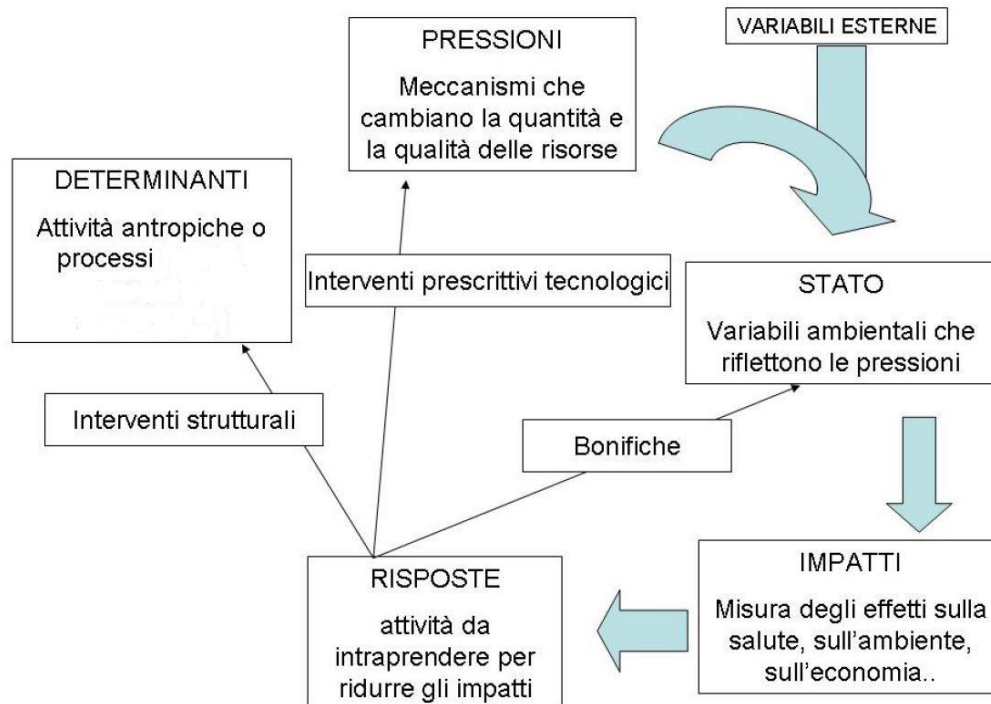 PRESSIONI
Meccanismi che
cambiano la quantità e
la qualità delle risorse
VARIABILI ESTERNE
DETERMINANTI
Attività antropiche o
processi
Interventi prescrittivi tecnologici
STATO
Variabili ambientali che
riflettono le pressioni
Interventi strutturali
Bonifiche
RISPOSTE
attività da
intraprendere per
ridurre gli impatti
IMPATTI
Misura degli effetti sulla
salute, sull'ambiente,
sull'economia..